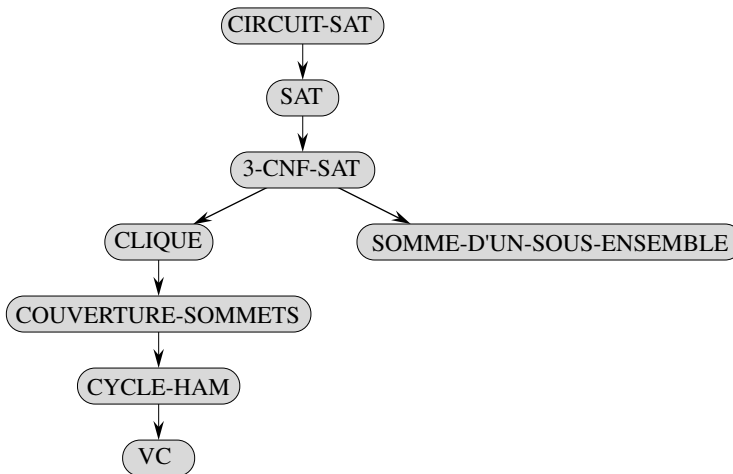 CIRCUIT-SAT
SAT
3-CNF-SAT
CLIQUE
SOMME-D'UN-SOUS-ENSEMBLE
COUVERTURE-SOMMETS
CYCLE-HAM
VC